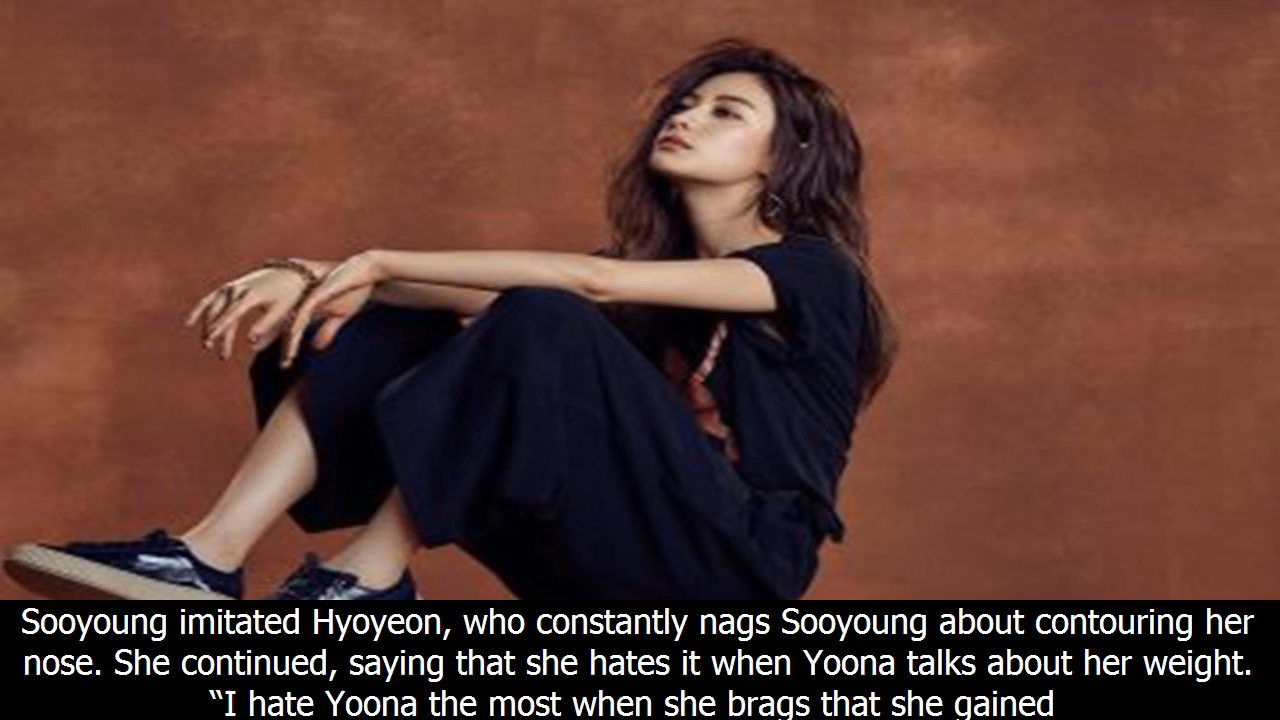 Sooyoung imitated Hyoyeon, who constantly nags Sooyoung about contouring her
nose. She continued, saying that she hates it when Yoona talks about her weight.
“I hate Yoona the most when she brags that she gained